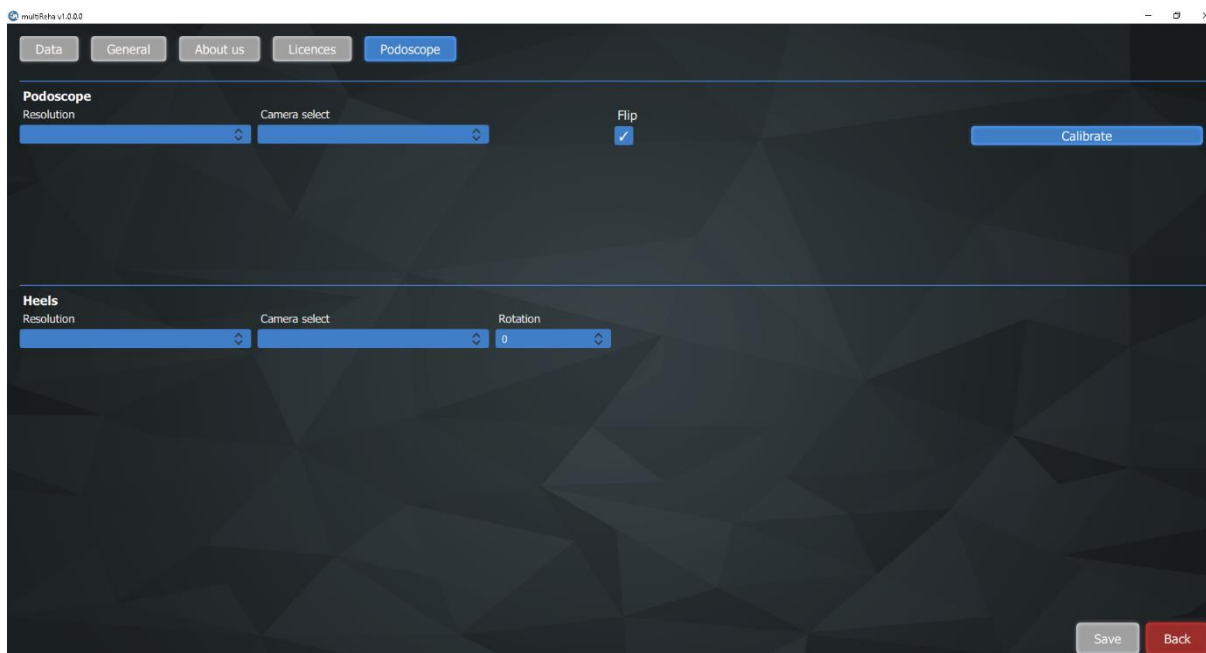 multiReha v1.0.0.0
Data General About us Licences Podoscope
Podoscope
Resolution Camera select Flip
Calibrate
Heels
Resolution Camera select Rotation
0
Save Back